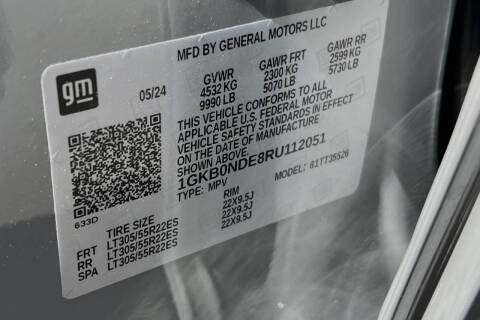 MFD BY GENERAL MOTORS LLC
gm
05/24
GVWR
4532 KG
9990 LB
GAWR FRT
2300 KG
5070 LB
GAWR RR
2599 KG
5730 LB
THIS VEHICLE CONFORMS TO ALL
APPLICABLE U.S. FEDERAL MOTOR
VEHICLE SAFETY STANDARDS IN EFFECT
ON THE DATE OF MANUFACTURE
SHOWN ABOVE.
1GKB0NDE8RU112051
TYPE: MPV
MODEL: 81TT35526
633D
TIRE SIZE
RIM
FRT LT305/55R22ES 22X9.5J
RR LT305/55R22ES 22X9.5J
SPA LT305/55R22ES 22X9.5J